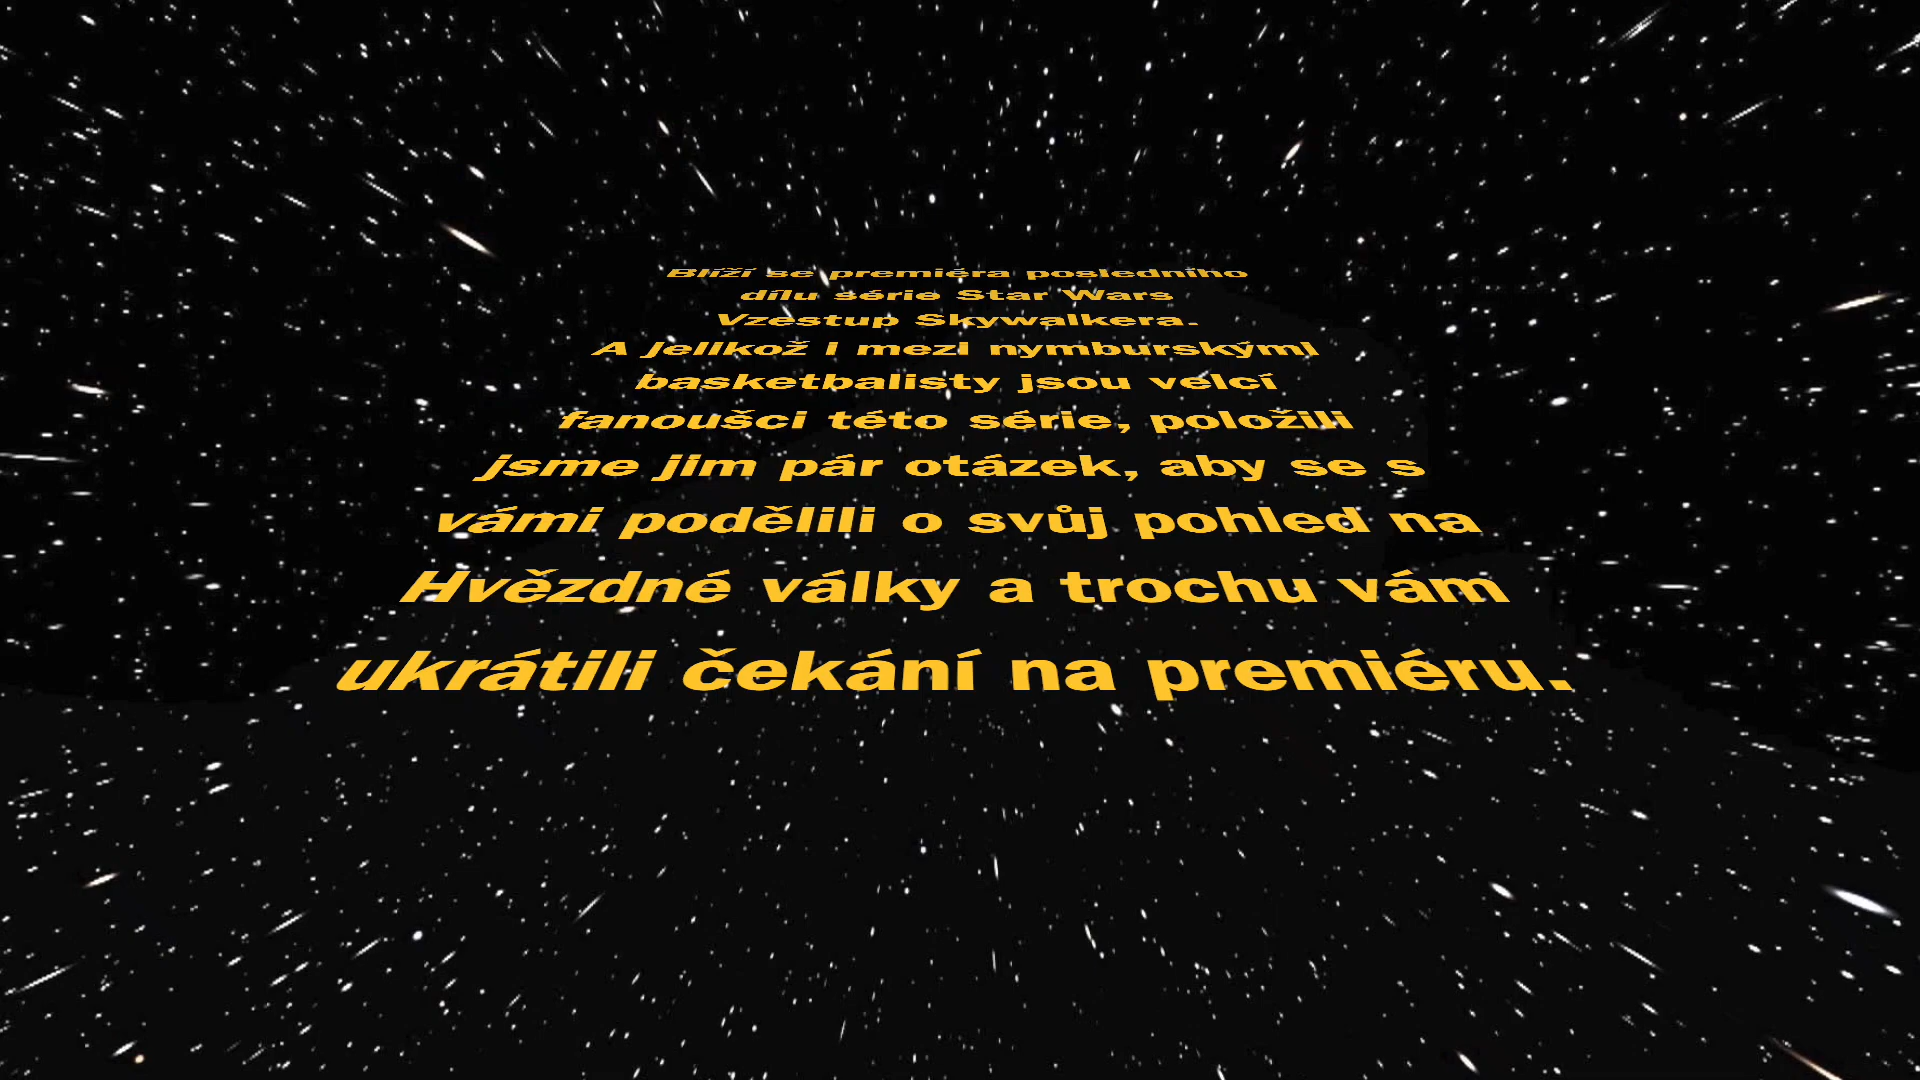 Blíží se premiéra posledního
dílu série Star Wars
Vzestup Skywalkera.
A jelikož i mezi nymburskými
basketbalisty jsou velcí
fanoušci této série, položili
jsme jim pár otázek, aby se s
vámi podělili o svůj pohled na
Hvězdné války a trochu vám
ukrátili čekání na premiéru.